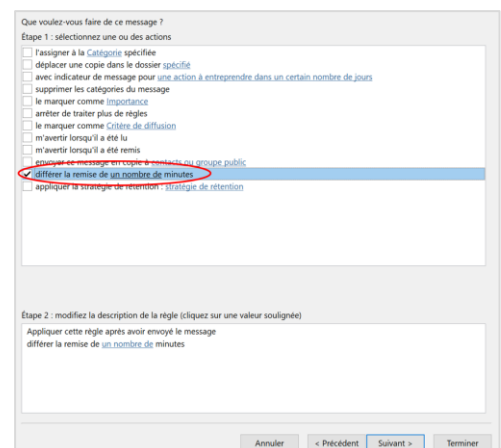 Que voulez-vous faire de ce message ?
Étape 1 : sélectionnez une ou des actions
l'assigner à la Catégorie spécifiée
déplacer une copie dans le dossier spécifié
avec indicateur de message pour une action à entreprendre dans un certain nombre de jours
supprimer les catégories du message
le marquer comme Importance
arrêter de traiter plus de règles
le marquer comme Critère de diffusion
m'avertir lorsqu'il a été lu
m'avertir lorsqu'il a été remis
envoyer ce message en copie à contacts ou groupe public
différer la remise de un nombre de minutes
appliquer la stratégie de rétention : stratégie de rétention
Étape 2 : modifiez la description de la règle (cliquez sur une valeur soulignée)
Appliquer cette règle après avoir envoyé le message
différer la remise de un nombre de minutes
Annuler < Précédent Suivant > Terminer